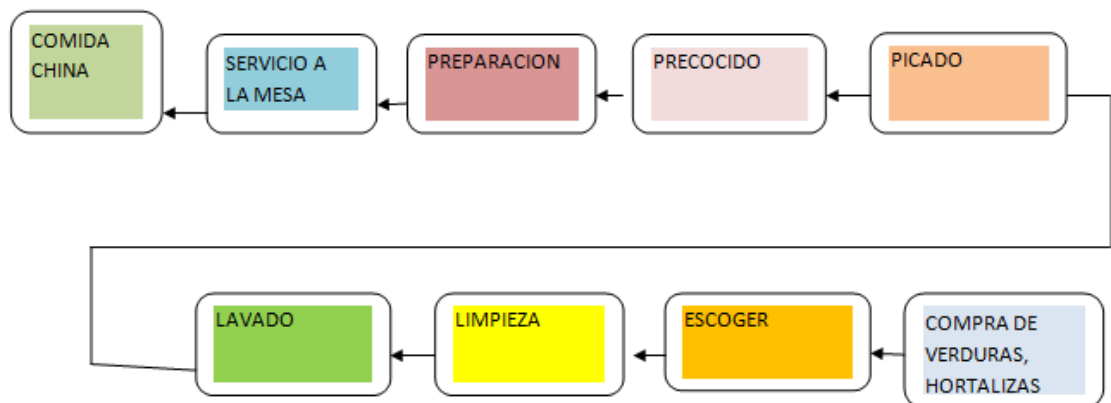 COMIDA
CHINA
SERVICIO A
LA MESA
PREPARACION
PRECOCIDO
PICADO
LAVADO
LIMPIEZA
ESCOGER
COMPRA DE
VERDURAS,
HORTALIZAS